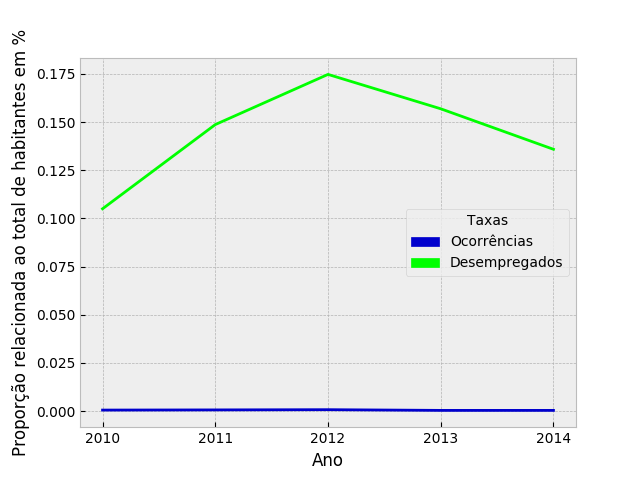 Proporção relacionada ao total de habitantes em %
0.175
0.150
0.125
0.100
0.075
0.050
0.025
0.000
Taxas
Ocorrências
Desempregados
2010 2011 2012 2013 2014
Ano